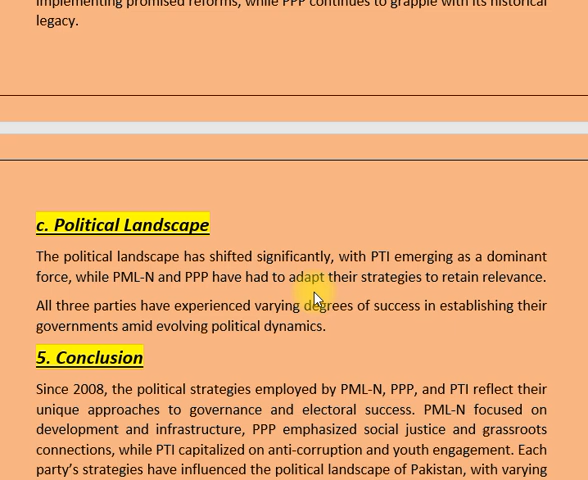 implementing promised reforms, while PPP continues to grapple with its historical
legacy.
c. Political Landscape
The political landscape has shifted significantly, with PTI emerging as a dominant
force, while PML-N and PPP have had to adapt their strategies to retain relevance.
All three parties have experienced varying degrees of success in establishing their
governments amid evolving political dynamics.
5. Conclusion
Since 2008, the political strategies employed by PML-N, PPP, and PTI reflect their
unique approaches to governance and electoral success. PML-N focused on
development and infrastructure, PPP emphasized social justice and grassroots
connections, while PTI capitalized on anti-corruption and youth engagement. Each
party's strategies have influenced the political landscape of Pakistan, with varying